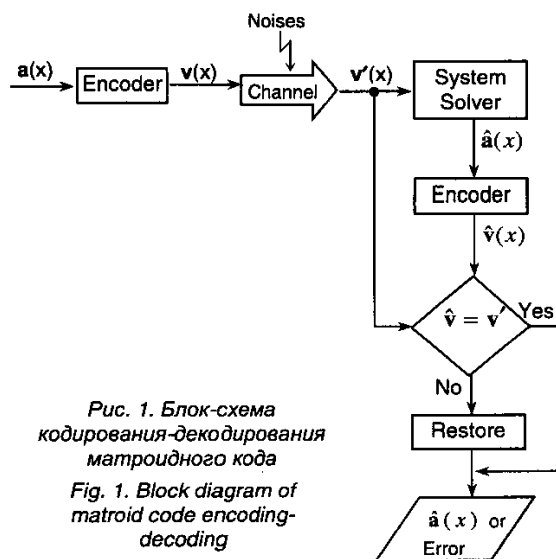 Noises
a(x)
Encoder
v(x)
Channel
v′(x)
System
Solver
â(x)
Encoder
v̂(x)
v̂ = v′
Yes
No
Restore
â(x) or
Error
Рис. 1. Блок-схема
кодирования-декодирования
матроидного кода
Fig. 1. Block diagram of
matroid code encoding-
decoding